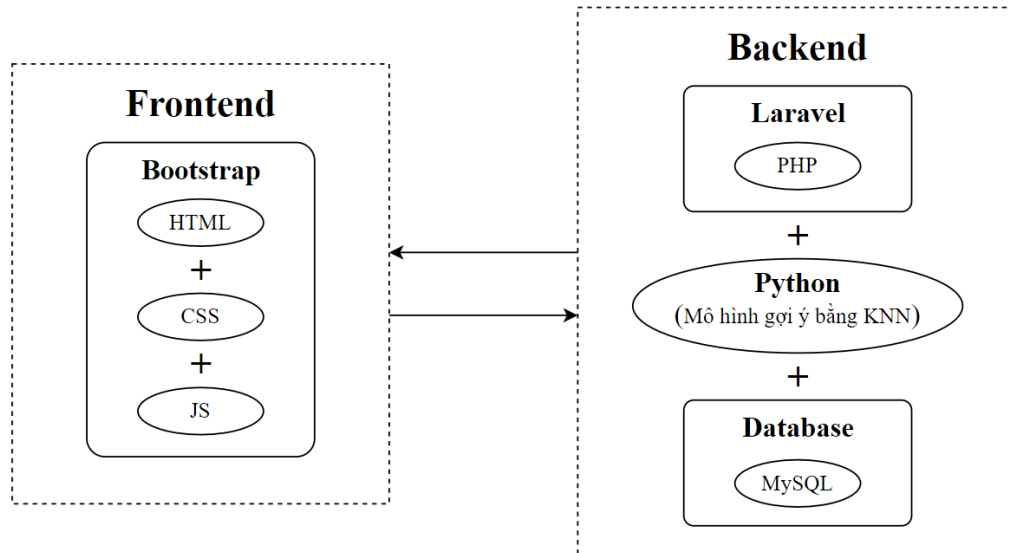 Frontend
Bootstrap
HTML
+
CSS
+
JS
Backend
Laravel
PHP
+
Python
(Mô hình gợi ý bằng KNN)
+
Database
MySQL